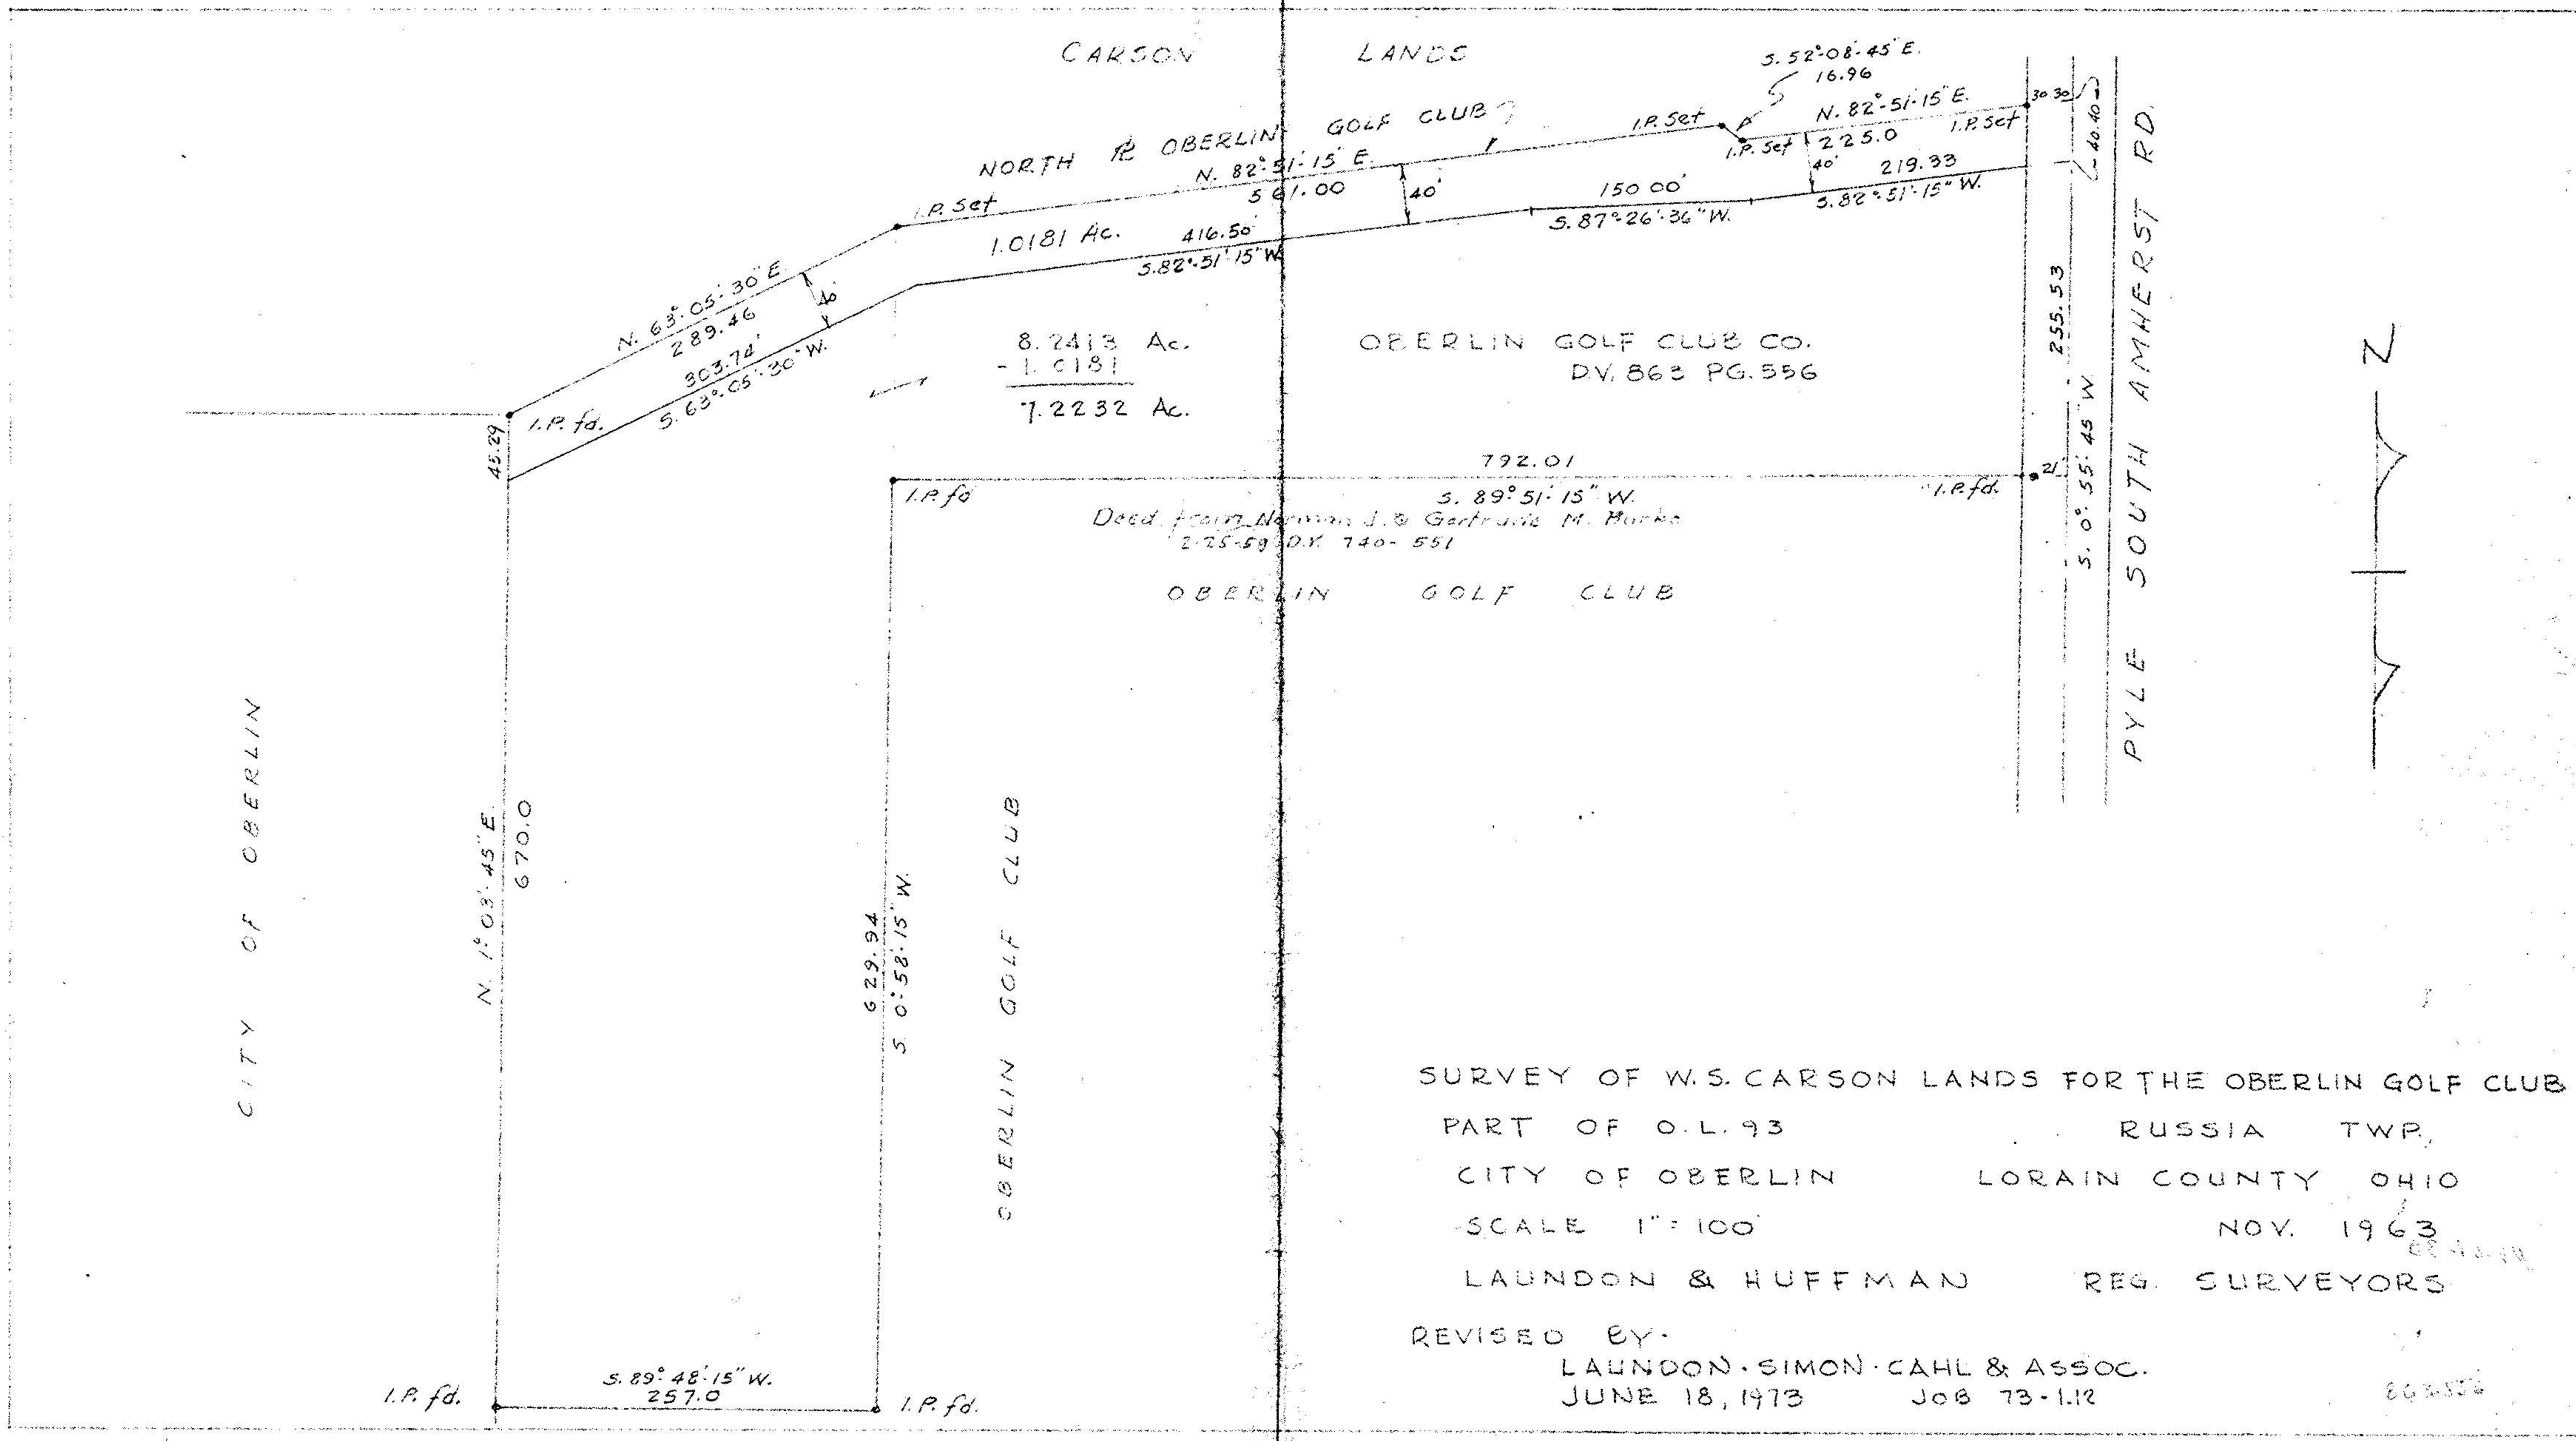 CARSON LANDS
S. 52°-08'-45" E.
16.96
NORTH ⅊ OBERLIN GOLF CLUB
N. 82°-51'-15" E.
561.00
I.P. Set
I.P. Set
I.P. Set
N. 82°-51'-15" E.
225.0
I.P. Set
30.30
40.40
40'
40'
219.33
S. 82°-51'-15" W.
150.00'
S. 87°-26'-36" W.
1.0181 Ac.
416.50'
S. 82°-51'-15" W.
N. 63°-05'-30" E.
289.46
40'
303.74'
S. 63°-05'-30" W.
I.P. fd.
45.29
8.2413 Ac.
- 1.0181
7.2232 Ac.
OBERLIN GOLF CLUB CO.
D.V. 863 PG. 556
255.53
S. 0°-55'-45" W.
PYLE SOUTH AMHERST RD.
N
792.01
S. 89°-51'-15" W.
I.P. fd
I.P. fd.
21'
Deed from Norman J. & Gertrude M. Burke
2-25-59 D.V. 740-551
OBERLIN GOLF CLUB
CITY OF OBERLIN
N. 1°-03'-45" E.
670.0
629.94
S. 0°-58'-15" W.
OBERLIN GOLF CLUB
I.P. fd.
S. 89°-48'-15" W.
257.0
I.P. fd.
SURVEY OF W. S. CARSON LANDS FOR THE OBERLIN GOLF CLUB
PART OF O.L. 93 RUSSIA TWP.,
CITY OF OBERLIN LORAIN COUNTY OHIO
SCALE 1" = 100' NOV. 1963
LAUNDON & HUFFMAN REG. SURVEYORS
REVISED BY.
LAUNDON · SIMON · CAHL & ASSOC.
JUNE 18, 1973 JOB 73-1.12